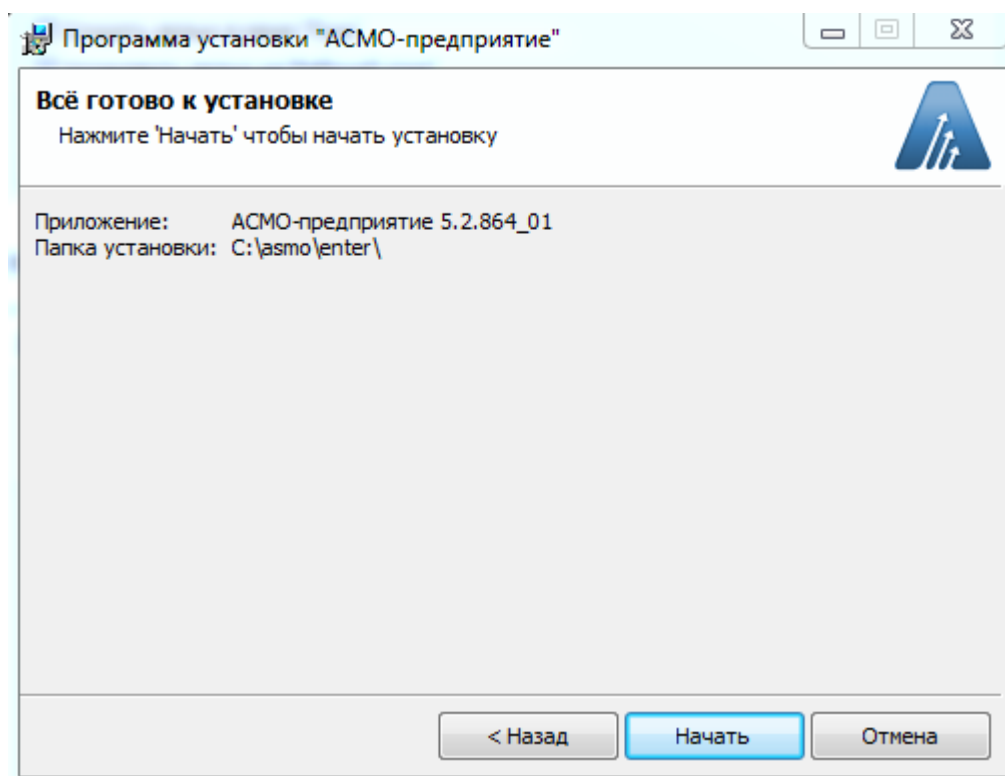 Программа установки "АСМО-предприятие"
Всё готово к установке
Нажмите 'Начать' чтобы начать установку
Приложение: АСМО-предприятие 5.2.864_01
Папка установки: C:\asmo\enter\
< Назад Начать Отмена